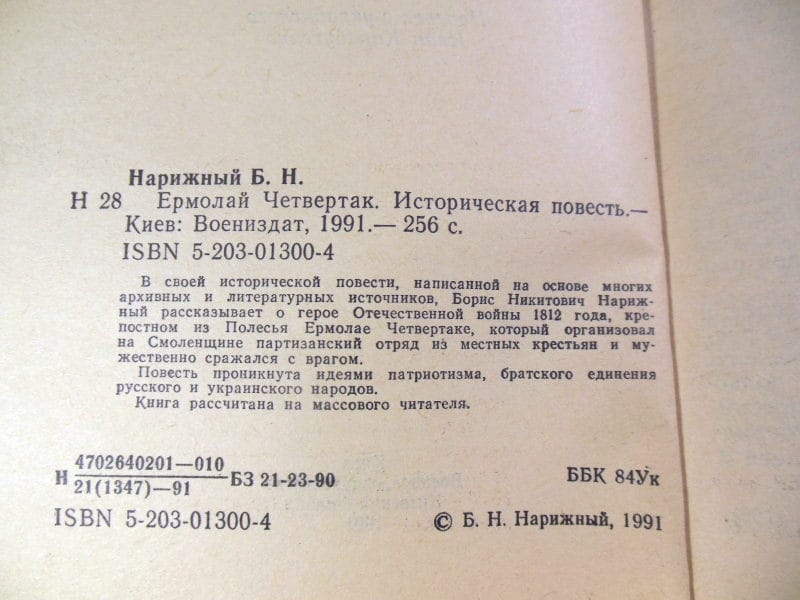 Нарижный Б. Н.
Н 28 Ермолай Четвертак. Историческая повесть.—
Киев: Воениздат, 1991.— 256 с.
ISBN 5-203-01300-4
В своей исторической повести, написанной на основе многих
архивных и литературных источников, Борис Никитович Нариж-
ный рассказывает о герое Отечественной войны 1812 года, кре-
постном из Полесья Ермолае Четвертаке, который организовал
на Смоленщине партизанский отряд из местных крестьян и му-
жественно сражался с врагом.
Повесть проникнута идеями патриотизма, братского единения
русского и украинского народов.
Книга рассчитана на массового читателя.
Н 4702640201—010
21(1347)—91 БЗ 21-23-90
ББК 84Ук
ISBN 5-203-01300-4
© Б. Н. Нарижный, 1991